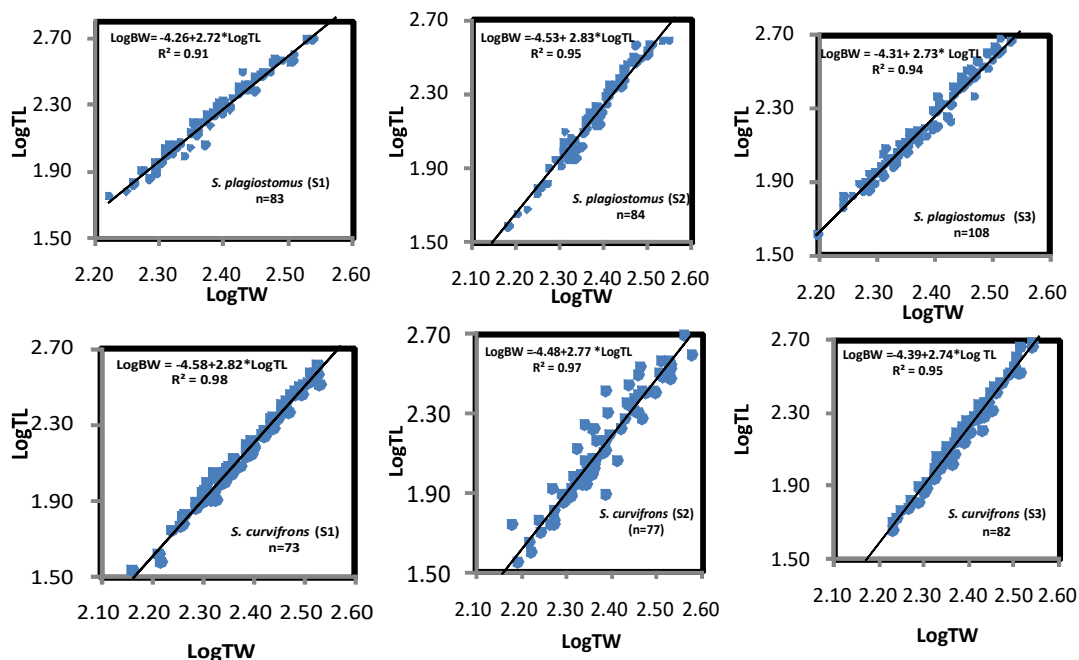 LogBW= -4.26+2.72*LogTL
R² = 0.91
LogTL
2.70
2.30
1.90
1.50
S. plagiostomus (S1)
n=83
2.20 2.30 2.40 2.50 2.60
LogTW
LogBW =-4.53+ 2.83*LogTL
R² = 0.95
LogTL
2.70
2.30
1.90
1.50
S. plagiostomus (S2)
n=84
2.10 2.20 2.30 2.40 2.50 2.60
LogTW
LogBW =-4.31+ 2.73* LogTL
R² = 0.94
LogTL
2.70
2.30
1.90
1.50
S. plagiostomus (S3)
n=108
2.20 2.30 2.40 2.50 2.60
LogTW
LogBW =-4.58+2.82*LogTL
R² = 0.98
LogTL
2.70
2.30
1.90
1.50
S. curvifrons (S1)
n=73
2.10 2.20 2.30 2.40 2.50 2.60
LogTW
LogBW =-4.48+2.77 *LogTL
R² = 0.97
LogTL
2.70
2.30
1.90
1.50
S. curvifrons (S2)
(n=77)
2.10 2.20 2.30 2.40 2.50 2.60
LogTW
LogBW =-4.39+2.74*Log TL
R² = 0.95
LogTL
2.70
2.30
1.90
1.50
S. curvifrons (S3)
n=82
2.10 2.20 2.30 2.40 2.50 2.60
LogTW